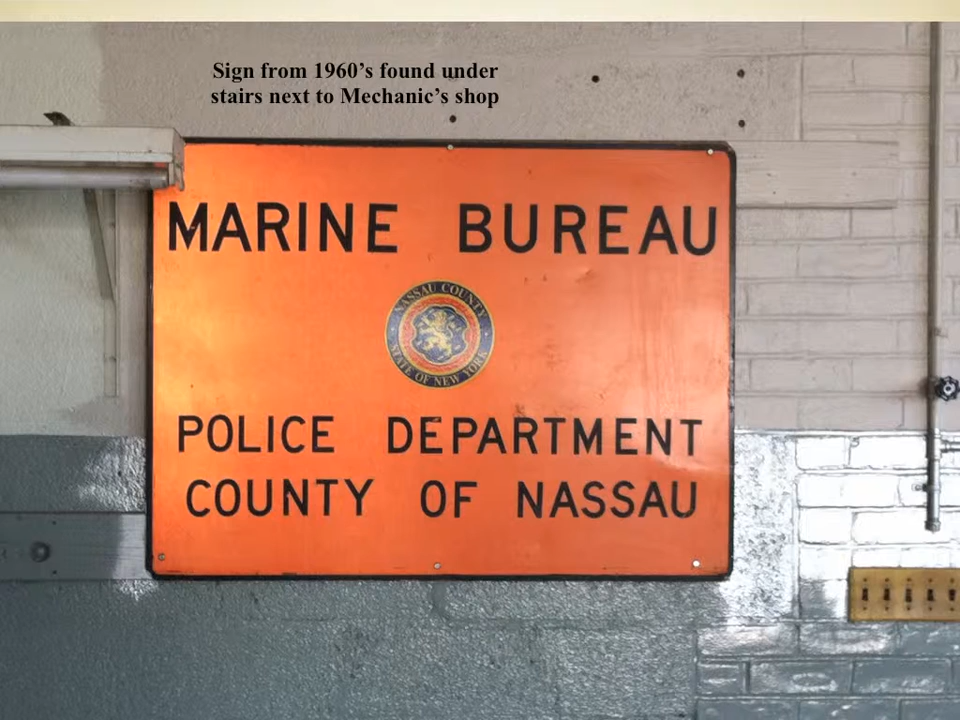 Sign from 1960’s found under
stairs next to Mechanic’s shop
MARINE BUREAU
NASSAU COUNTY
STATE OF NEW YORK
POLICE DEPARTMENT
COUNTY OF NASSAU